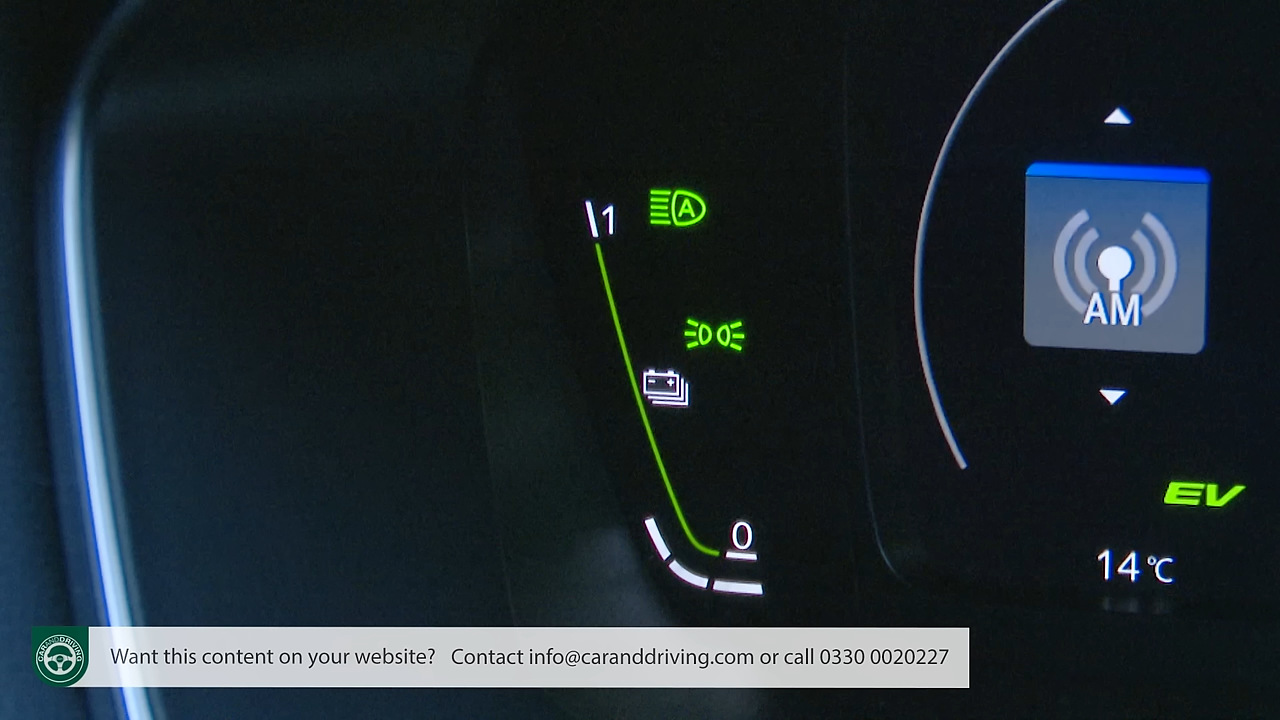 1
A
AM
- +
EV
0
14 °C
CARANDDRIVING
Want this content on your website? Contact info@caranddriving.com or call 0330 0020227